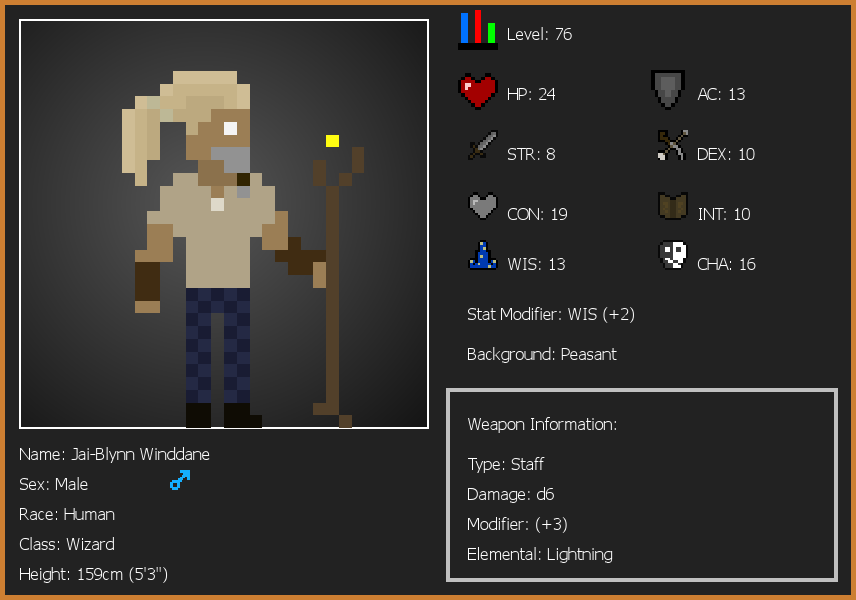 Level: 76
HP: 24
AC: 13
STR: 8
DEX: 10
CON: 19
INT: 10
WIS: 13
CHA: 16
Stat Modifier: WIS (+2)
Background: Peasant
Weapon Information:
Type: Staff
Damage: d6
Modifier: (+3)
Elemental: Lightning
Name: Jai-Blynn Winddane
Sex: Male
Race: Human
Class: Wizard
Height: 159cm (5'3")